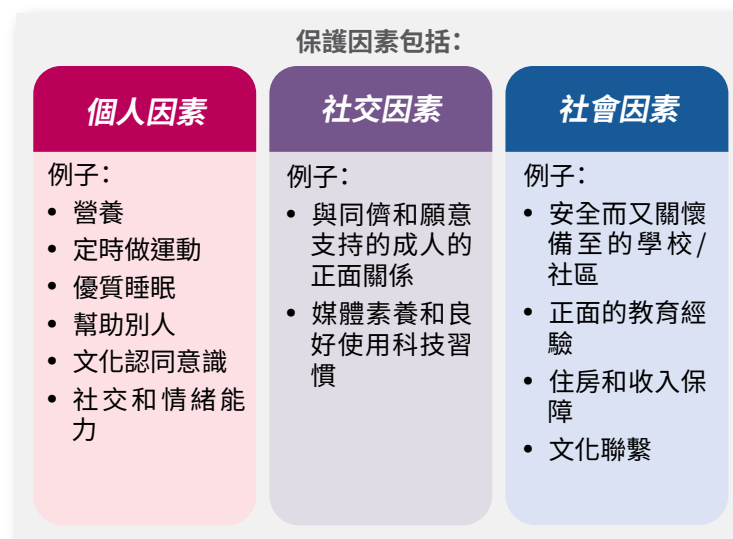 保護因素包括：
個人因素
例子：
• 營養
• 定時做運動
• 優質睡眠
• 幫助別人
• 文化認同意識
• 社交和情緒能
力
社交因素
例子：
• 與同儕和願意
支持的成人的
正面關係
• 媒體素養和良
好使用科技習
慣
社會因素
例子：
• 安全而又關懷
備至的學校/
社區
• 正面的教育經
驗
• 住房和收入保
障
• 文化聯繫